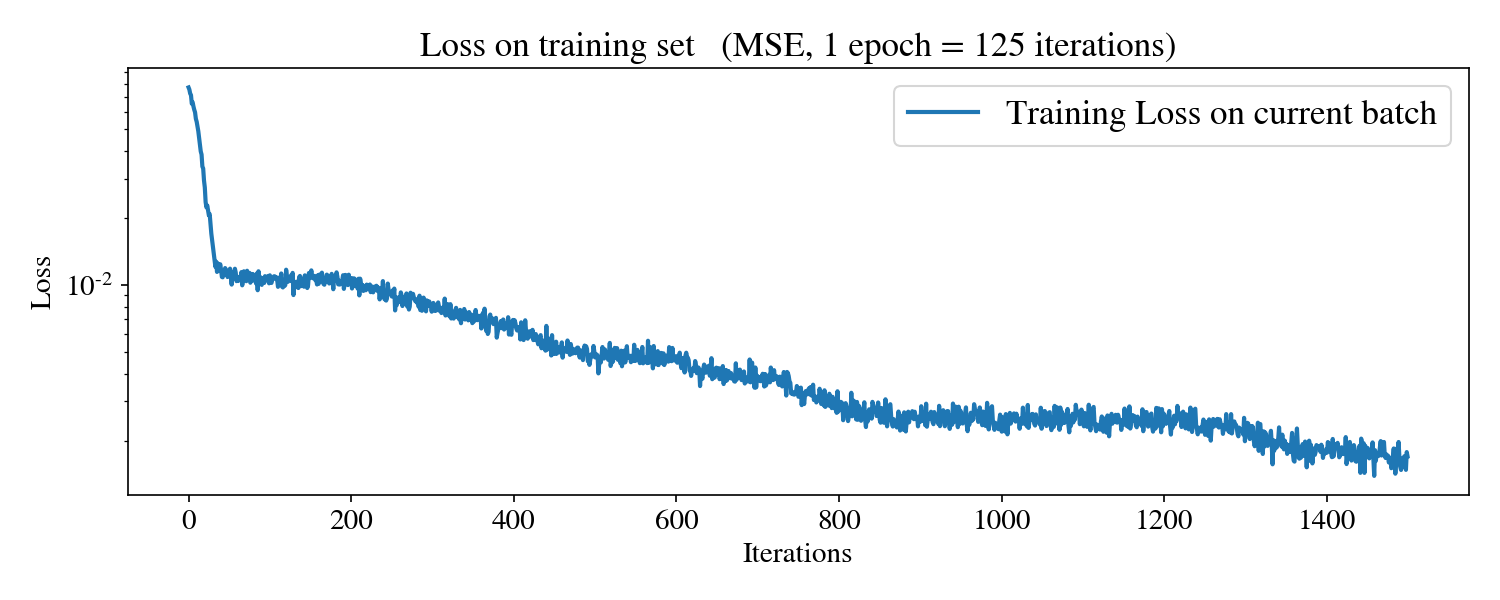 Loss on training set (MSE, 1 epoch = 125 iterations)
Training Loss on current batch
Loss
10-2
0 200 400 600 800 1000 1200 1400
Iterations